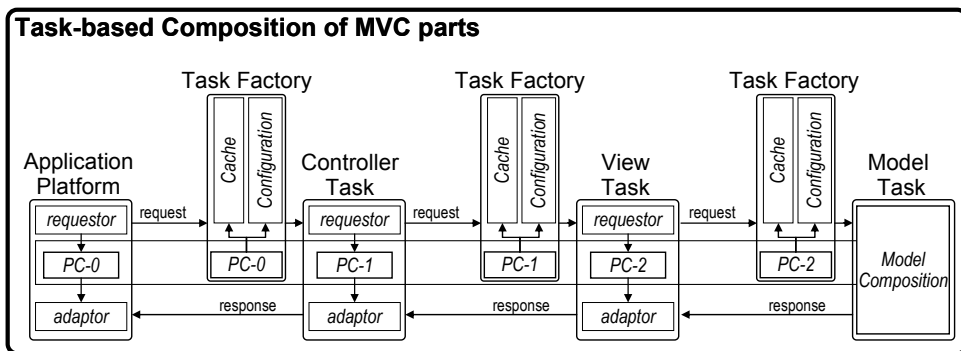 Task-based Composition of MVC parts
Task Factory
Task Factory
Task Factory
Cache
Configuration
Cache
Configuration
Cache
Configuration
Application
Platform
Controller
Task
View
Task
Model
Task
requestor
request
requestor
request
requestor
request
PC-0
PC-0
PC-1
PC-1
PC-2
PC-2
Model
Composition
adaptor
response
adaptor
response
adaptor
response